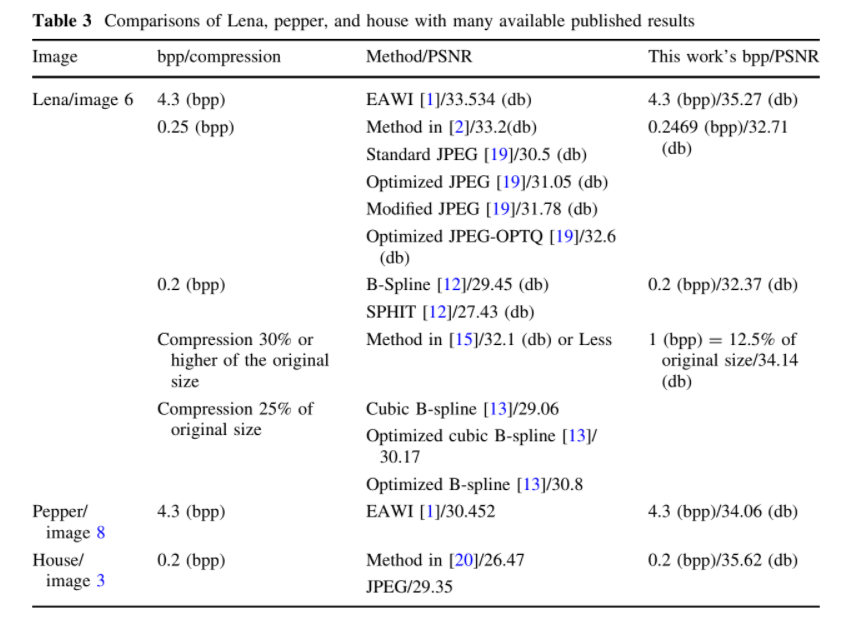 Table 3 Comparisons of Lena, pepper, and house with many available published results
Image bpp/compression Method/PSNR This work's bpp/PSNR
Lena/image 6 4.3 (bpp) EAWI [1]/33.534 (db) 4.3 (bpp)/35.27 (db)
0.25 (bpp) Method in [2]/33.2(db) 0.2469 (bpp)/32.71
(db)
Standard JPEG [19]/30.5 (db)
Optimized JPEG [19]/31.05 (db)
Modified JPEG [19]/31.78 (db)
Optimized JPEG-OPTQ [19]/32.6
(db)
0.2 (bpp) B-Spline [12]/29.45 (db) 0.2 (bpp)/32.37 (db)
SPHIT [12]/27.43 (db)
Compression 30% or Method in [15]/32.1 (db) or Less 1 (bpp) = 12.5% of
higher of the original original size/34.14
size (db)
Compression 25% of Cubic B-spline [13]/29.06
original size Optimized cubic B-spline [13]/
30.17
Optimized B-spline [13]/30.8
Pepper/ 4.3 (bpp) EAWI [1]/30.452 4.3 (bpp)/34.06 (db)
image 8
House/ 0.2 (bpp) Method in [20]/26.47 0.2 (bpp)/35.62 (db)
image 3 JPEG/29.35